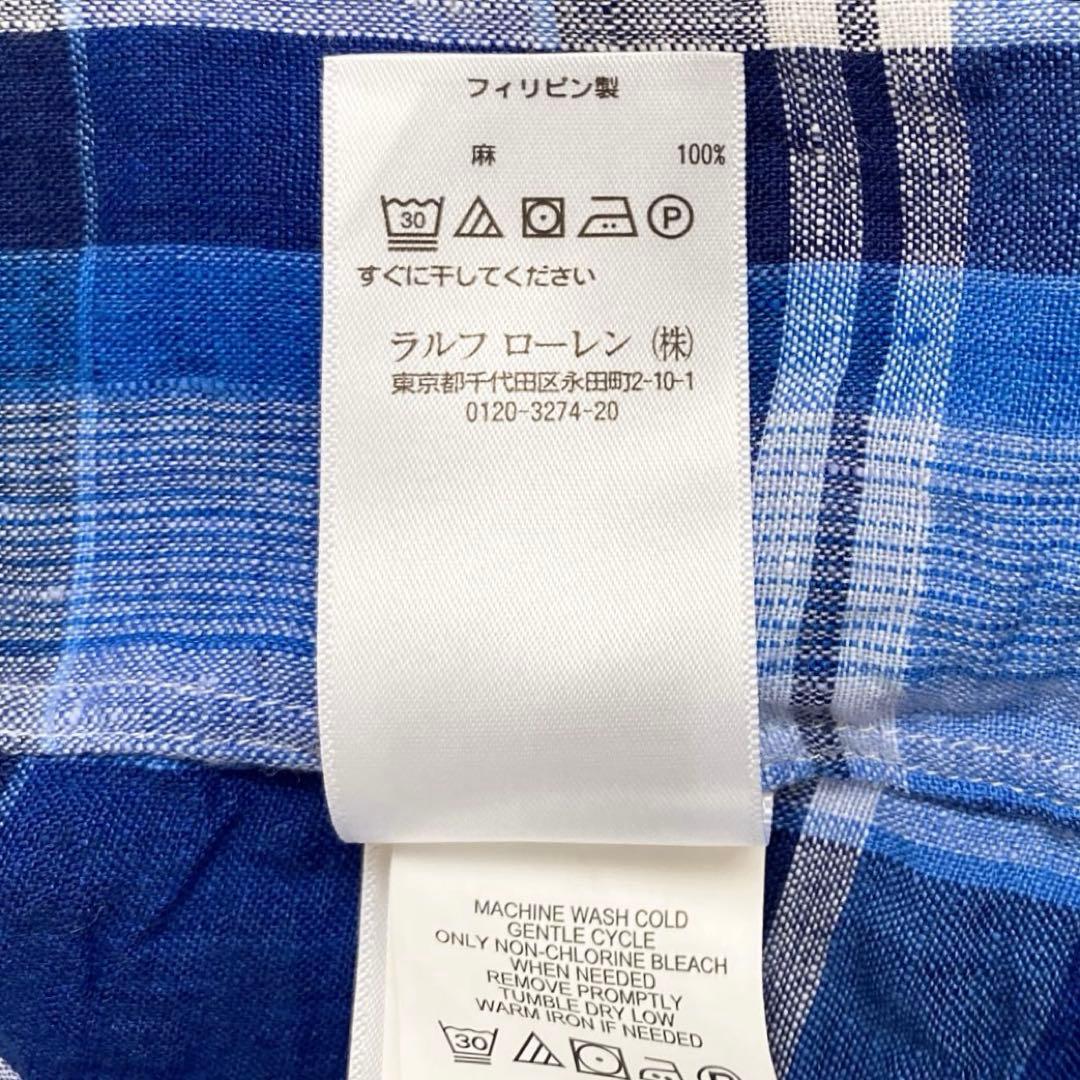 フィリピン製
麻 100%
30 P
すぐに干してください
ラルフ ローレン (株)
東京都千代田区永田町2-10-1
0120-3274-20
MACHINE WASH COLD
GENTLE CYCLE
ONLY NON-CHLORINE BLEACH
WHEN NEEDED
REMOVE PROMPTLY
TUMBLE DRY LOW
WARM IRON IF NEEDED
30